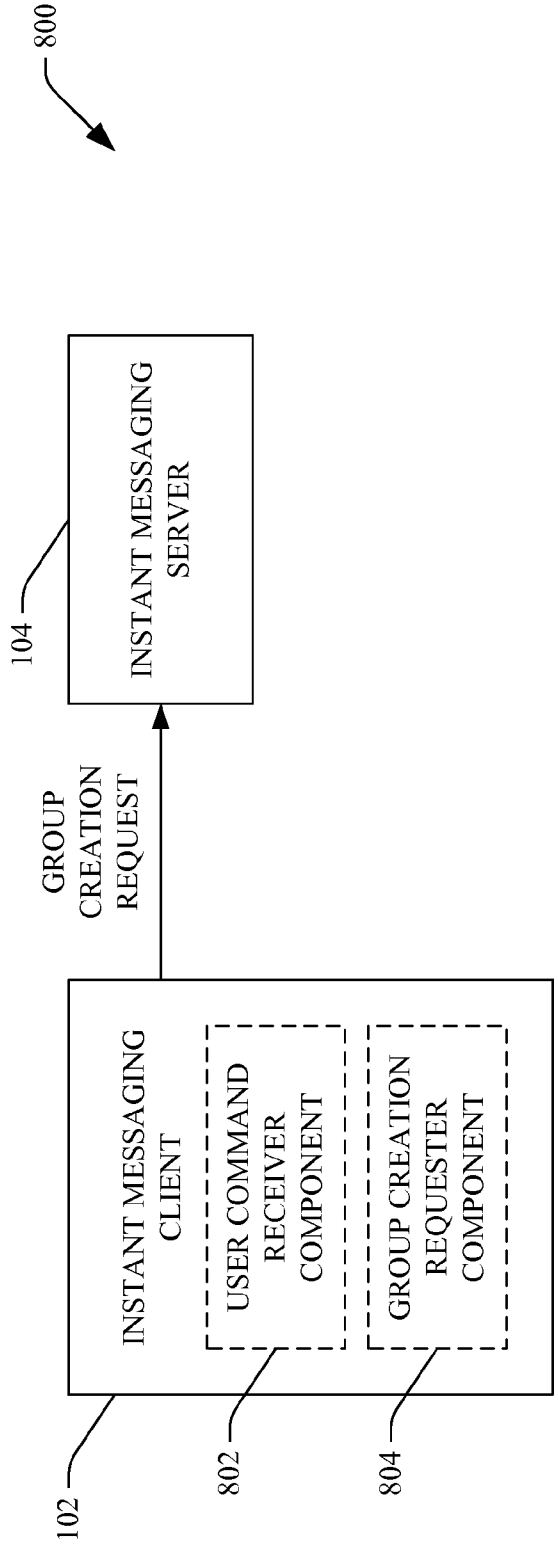 800
104
INSTANT MESSAGING
SERVER
GROUP
CREATION
REQUEST
102
INSTANT MESSAGING
CLIENT
802
USER COMMAND
RECEIVER
COMPONENT
804
GROUP CREATION
REQUESTER
COMPONENT